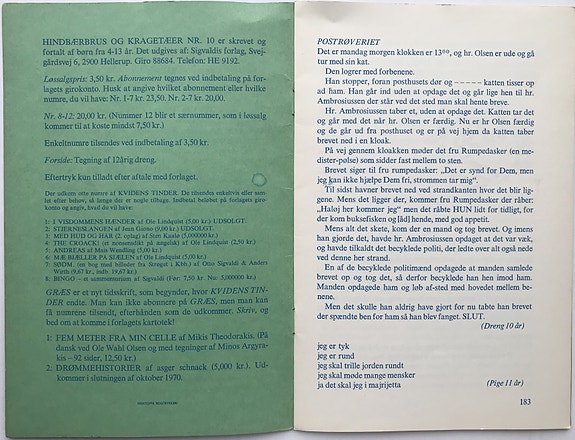 HINDBÆRBRUS OG KRAGETÆER NR. 10 er skrevet og
fortalt af børn fra 4-13 år. Det udgives af: Sigvaldis forlag, Svej-
gårdsvej 6, 2900 Hellerup. Giro 88684. Telefon: HE 9192.
Løssalgspris: 3,50 kr. Abonnement tegnes ved indbetaling på for-
lagets girokonto. Husk at angive hvilket abonnement eller hvilke
numre, du vil have: Nr. 1-7 kr. 23,50. Nr. 2-7 kr. 20,00.
Nr. 8-12: 20,00 kr. (Nummer 12 blir et særnummer, som i løssalg
kommer til at koste mindst 7,50 kr.)
Enkeltnumre tilsendes ved indbetaling af kr. 3,50.
Forside: Tegning af 12årig dreng.
Eftertryk kun tilladt efter aftale med forlaget.
Der udkom otte numre af KVIDENS TINDER. De tilsendes enkeltvis eller sam-
let efter behov, så længe der er nogle tilbage. Indbetal beløbet på forlagets giro-
konto og angiv, hvad du vil have:
1: I VISDOMMENS HÆNDER af Ole Lindquist (5,00 kr.) UDSOLGT.
2: STJERNESLANGEN af Jean Giono (9,00 kr.) UDSOLGT.
3: MED HUD OG HAR (2. oplag) af Sten Kaalø (5,000000 kr.)
4: THE CROACK! (et nonsensdigt på angelsk) af Ole Lindquist (2,50 kr.)
5: ANDREAS af Mais Wendling (5,00 kr.)
6: MÆ BJÆLLER PÅ SJÆLEN af Ole Lindquist (5,00 kr.)
7: SØØM (en bog med billeder fra Streget i Kbh.) af Otto Sigvaldi & Anders
Wirth (9,67 kr., indb. 19,67 kr.)
8: BINGO – et sammensurium af Sigvaldi (Før: 7,50 kr. Nu: 5,000000 kr.)
GRÆS er et nyt tidsskrift, som begynder, hvor KVIDENS TIN-
DER endte. Man kan ikke abonnere på GRÆS, men man kan
få numrene tilsendt, efterhånden som de udkommer. Skriv, og
bed om at komme i forlagets kartotek!
1: FEM METER FRA MIN CELLE af Mikis Theodorakis. (På
dansk ved Ole Wahl Olsen og med tegninger af Minos Argyra-
kis – 92 sider, 12,50 kr.)
2: DRØMMEHISTORIER af asger schnack (5,000 kr.). Ud-
kommer i slutningen af oktober 1970.
POSTRØVERIET
Det er mandag morgen klokken er 13⁰⁰, og hr. Olsen er ude og gå
tur med sin kat.
Den logrer med forbenene.
Han stopper, foran posthusets dør og – – – – – katten tisser op
ad ham. Han går ind uden at opdage det og går lige hen til hr.
Ambrosiussen der står ved det sted man skal hente breve.
Hr. Ambrosiussen taber et, uden at opdage det. Katten tar det
og går med det når hr. Olsen er færdig. Nu er hr Olsen færdig
og de går ud fra posthuset og er på vej hjem da katten taber
brevet ned i en kloak.
På vej gennem kloakken møder det fru Rumpedasker (en me-
dister-pølse) som sidder fast mellem to sten.
Brevet siger til fru rumpedasker: „Det er synd for Dem, men
jeg kan ikke hjælpe Dem fri, strommen tar mig“.
Til sidst havner brevet ned ved strandkanten hvor det blir lig-
gene. Mens det ligger der, kommer fru Rumpedasker der råber:
„Haløj her kommer jeg“ men det råbte HUN lidt for tidligt, for
der kom buksefisken og låd] hende, med god appetit.
Mens alt det skete, kom der en mand og tog brevet. Og imens
han gjorde det, havde hr. Ambrosiussen opdaget at det var væk,
og havde tilkaldt det becyklede politi, der ledte over alt også nede
ved denne her strand.
En af de becyklede politimænd opdagede at manden samlede
brevet op og tog det, så derfor becyklede han hen imod ham.
Manden opdagede ham og løb af-sted med hovedet mellem be-
nene.
Men det skulle han aldrig have gjort for nu tabte han brevet
der spændte ben for ham så han blev fanget. SLUT.
(Dreng 10 år)
jeg er tyk
jeg er rund
jeg skal trille jorden rundt
jeg skal møde mange mensker
ja det skal jeg i majrijetta
(Pige 11 år)
183